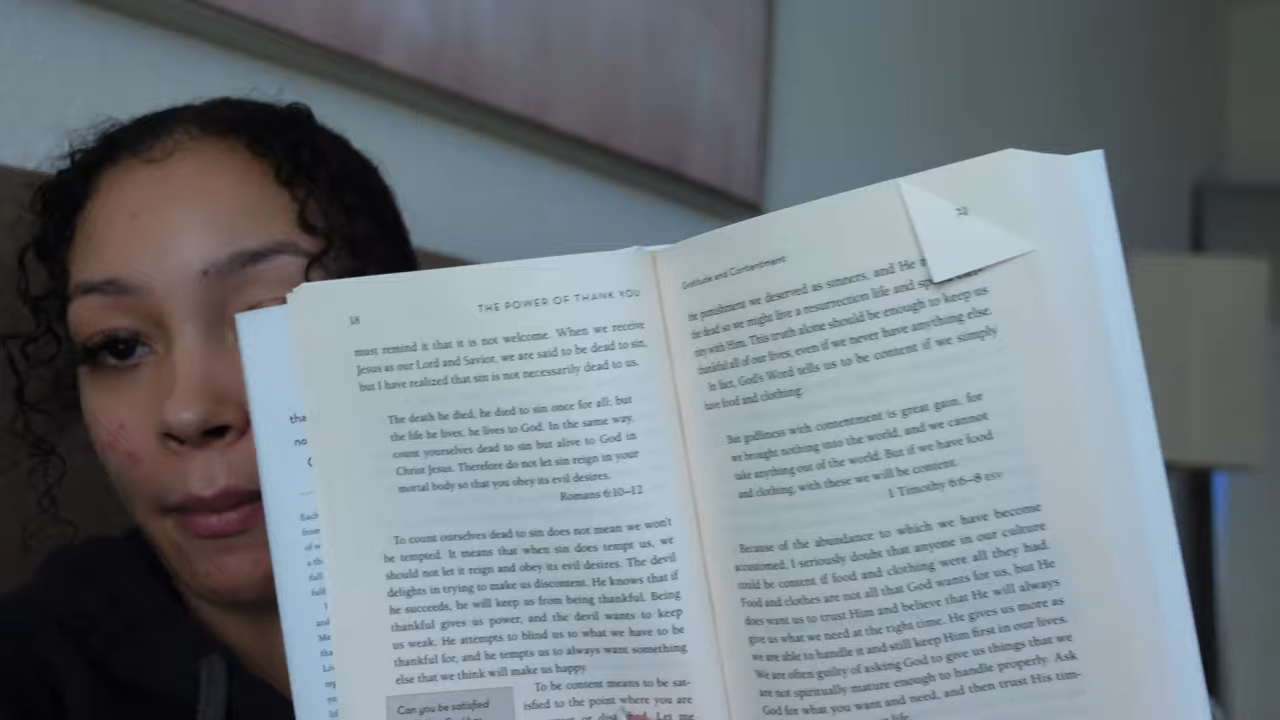 18
THE POWER OF THANK YOU
must remind it that it is not welcome. When we receive
Jesus as our Lord and Savior, we are said to be dead to sin,
but I have realized that sin is not necessarily dead to us.
The death he died, he died to sin once for all; but
the life he lives, he lives to God. In the same way,
count yourselves dead to sin but alive to God in
Christ Jesus. Therefore do not let sin reign in your
mortal body so that you obey its evil desires.
Romans 6:10–12
To count ourselves dead to sin does not mean we won't
be tempted. It means that when sin does tempt us, we
should not let it reign and obey its evil desires. The devil
delights in trying to make us discontent. He knows that if
he succeeds, he will keep us from being thankful. Being
thankful gives us power, and the devil wants to keep
us weak. He attempts to blind us to what we have to be
thankful for, and he tempts us to always want something
else that we think will make us happy.
Can you be satisfied
To be content means to be sat-
isfied to the point where you are
Let me
Gratitude and Contentment
the punishment we deserved as sinners, and He
the dead so we might live a resurrection life and
with Him. This truth alone should be enough to keep us
thankful all of our lives, even if we never have anything else.
In fact, God's Word tells us to be content if we simply
have food and clothing:
But godliness with contentment is great gain, for
we brought nothing into the world, and we cannot
take anything out of the world. But if we have food
and clothing, with these we will be content.
1 Timothy 6:6–8 ESV
Because of the abundance to which we have become
accustomed, I seriously doubt that anyone in our culture
could be content if food and clothing were all they had.
Food and clothes are not all that God wants for us, but He
does want us to trust Him and believe that He will always
give us what we need at the right time. He gives us more as
we are able to handle it and still keep Him first in our lives.
We are often guilty of asking God to give us things that we
are not spiritually mature enough to handle properly. Ask
God for what you want and need, and then trust His tim-
life.
tha
no